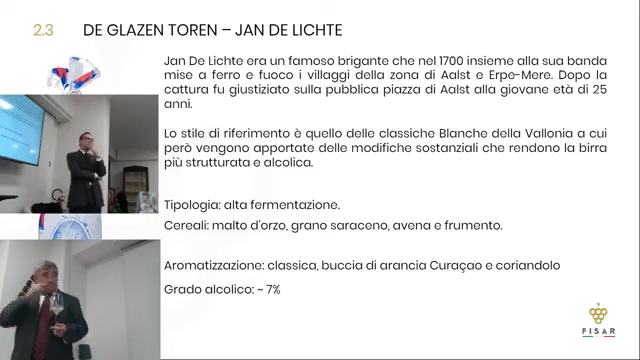 2.3 DE GLAZEN TOREN – JAN DE LICHTE
Jan De Lichte era un famoso brigante che nel 1700 insieme alla sua banda
mise a ferro e fuoco i villaggi della zona di Aalst e Erpe-Mere. Dopo la
cattura fu giustiziato sulla pubblica piazza di Aalst alla giovane età di 25
anni.
Lo stile di riferimento è quello delle classiche Blanche della Vallonia a cui
però vengono apportate delle modifiche sostanziali che rendono la birra
più strutturata e alcolica.
Tipologia: alta fermentazione.
Cereali: malto d'orzo, grano saraceno, avena e frumento.
Aromatizzazione: classica, buccia di arancia Curaçao e coriandolo
Grado alcolico: ~ 7%
FISAR